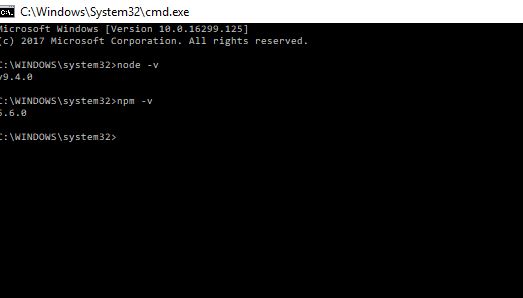 C:\Windows\System32\cmd.exe
Microsoft Windows [Version 10.0.16299.125]
(c) 2017 Microsoft Corporation. All rights reserved.
C:\WINDOWS\system32>node -v
v9.4.0
C:\WINDOWS\system32>npm -v
5.6.0
C:\WINDOWS\system32>